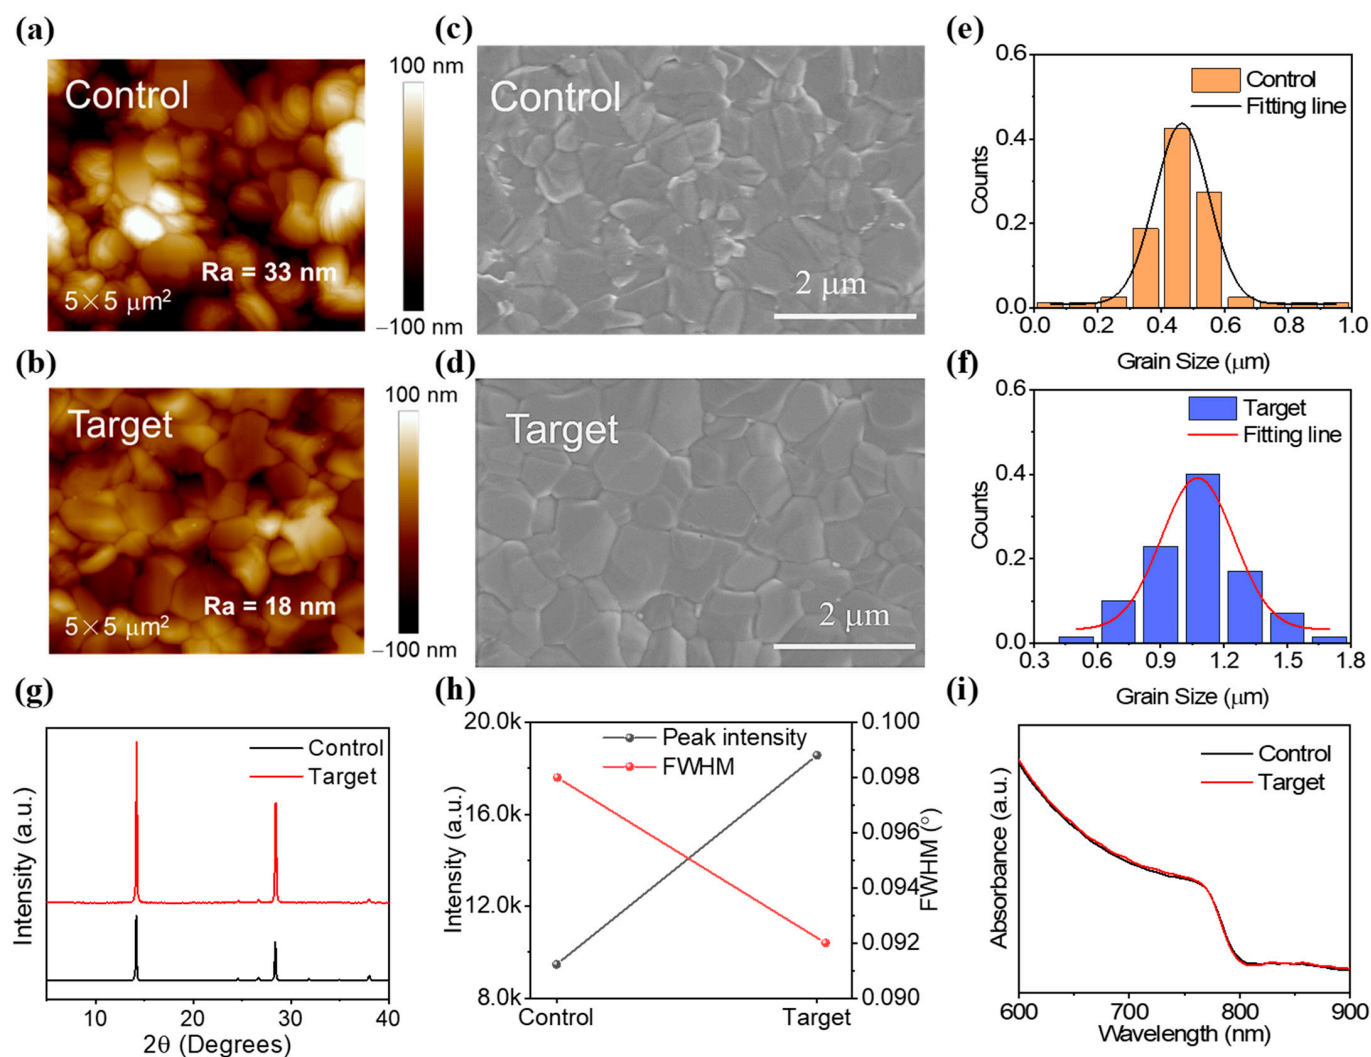 (a)
Control
Ra = 33 nm
5×5 μm²
100 nm
−100 nm
(c)
Control
2 μm
(e)
0.6
0.4
0.2
0.0
Counts
Control
Fitting line
0.0 0.2 0.4 0.6 0.8 1.0
Grain Size (μm)
(b)
Target
Ra = 18 nm
5×5 μm²
100 nm
−100 nm
(d)
Target
2 μm
(f)
0.6
0.4
0.2
0.0
Counts
Target
Fitting line
0.3 0.6 0.9 1.2 1.5 1.8
Grain Size (μm)
(g)
Intensity (a.u.)
Control
Target
10 20 30 40
2θ (Degrees)
(h)
20.0k
16.0k
12.0k
8.0k
Intensity (a.u.)
Peak intensity
FWHM
0.100
0.098
0.096
0.094
0.092
0.090
FWHM (°)
Control Target
(i)
Absorbance (a.u.)
Control
Target
600 700 800 900
Wavelength (nm)